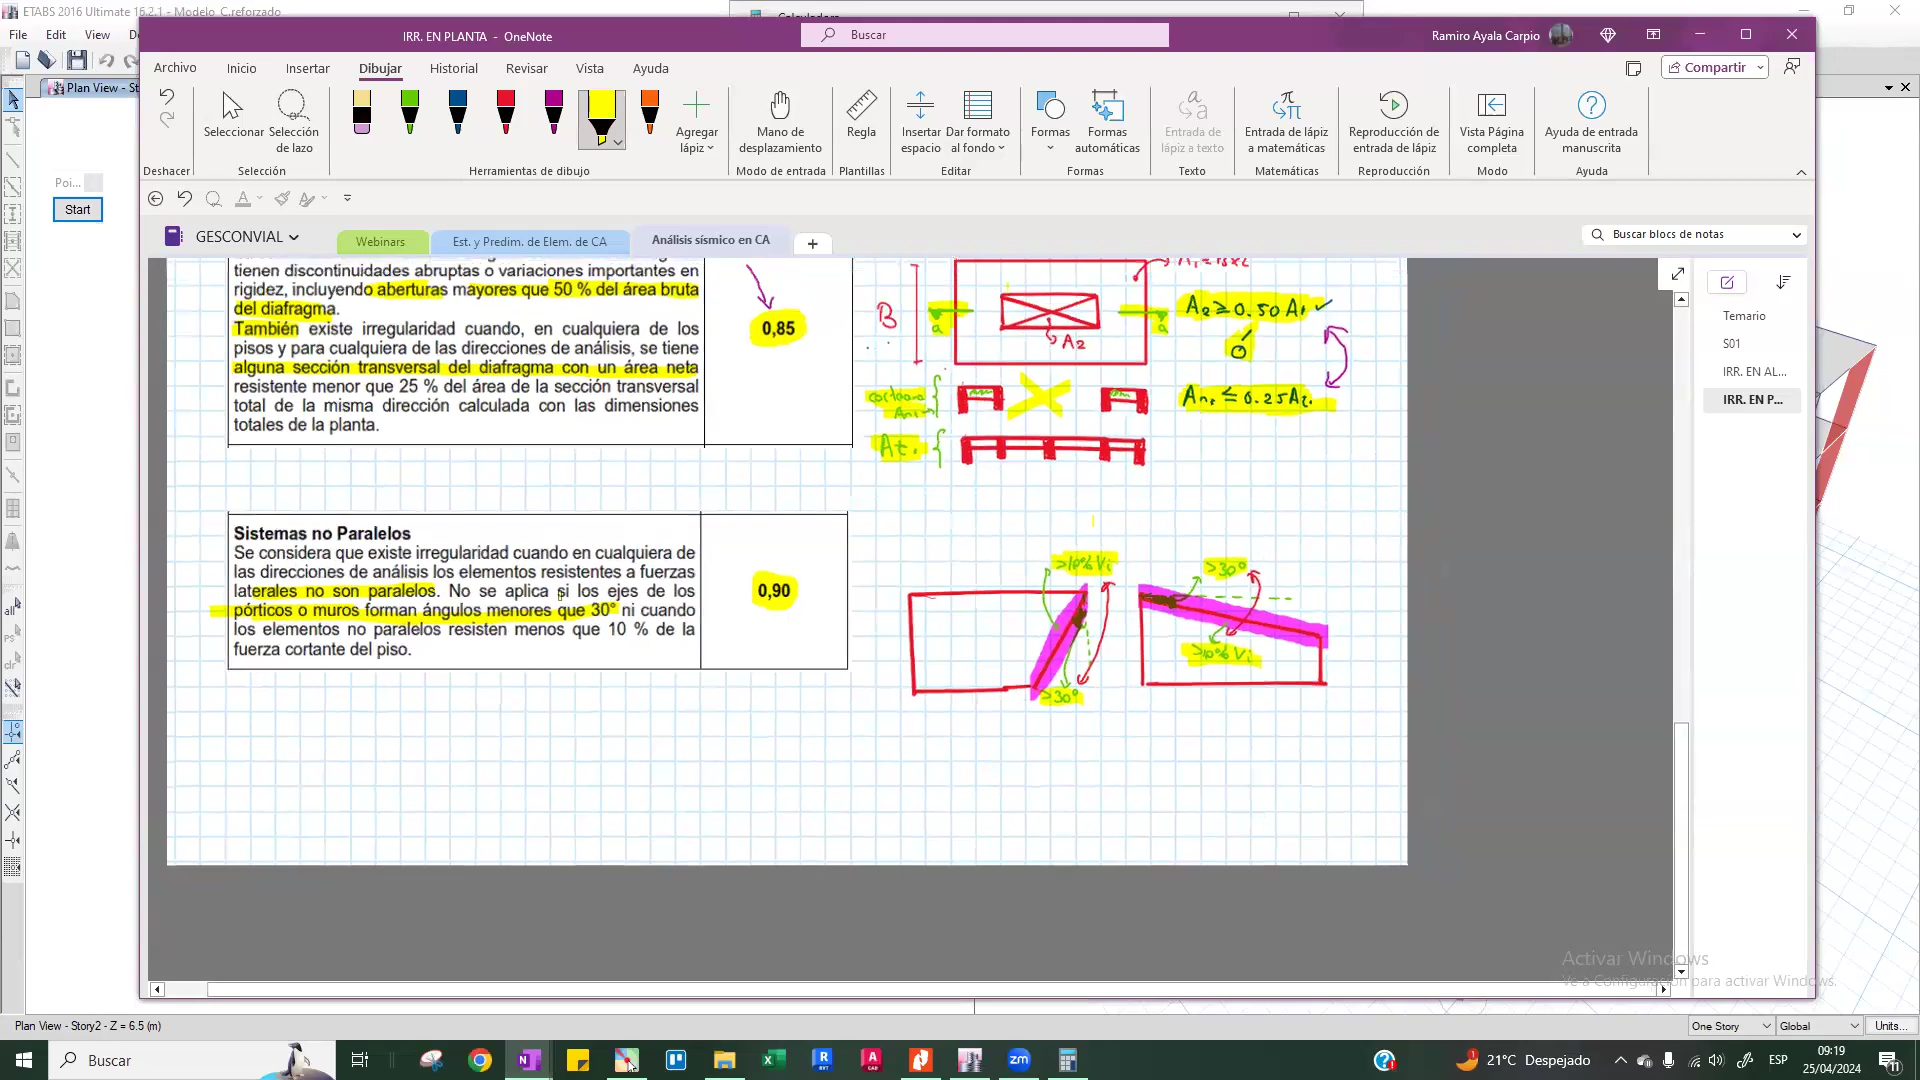 ETABS 2016 Ultimate 16.2.1 - Modelo_C.reforzado
File Edit View
Plan View - St
Poi...
Start
IRR. EN PLANTA - OneNote
Buscar
Ramiro Ayala Carpio
Archivo Inicio Insertar Dibujar Historial Revisar Vista Ayuda
Compartir
Seleccionar
Selección de lazo
Agregar lápiz
Mano de desplazamiento
Regla
Insertar espacio
Dar formato al fondo
Formas
Formas automáticas
Entrada de lápiz a texto
Entrada de lápiz a matemáticas
Reproducción de entrada de lápiz
Vista Página completa
Ayuda de entrada manuscrita
Deshacer Selección Herramientas de dibujo Modo de entrada Plantillas Editar Formas Texto Matemáticas Reproducción Modo Ayuda
GESCONVIAL
Webinars
Est. y Predim. de Elem. de CA
Análisis sísmico en CA
Buscar blocs de notas
Temario
S01
IRR. EN AL...
IRR. EN P...
tienen discontinuidades abruptas o variaciones importantes en
rigidez, incluyendo aberturas mayores que 50 % del área bruta
del diafragma.
También existe irregularidad cuando, en cualquiera de los
pisos y para cualquiera de las direcciones de análisis, se tiene
alguna sección transversal del diafragma con un área neta
resistente menor que 25 % del área de la sección transversal
total de la misma dirección calculada con las dimensiones
totales de la planta.
0,85
B
a a
A2
A2 ≥ 0.50 A1 ✓
ó
At.
Sistemas no Paralelos
Se considera que existe irregularidad cuando en cualquiera de
las direcciones de análisis los elementos resistentes a fuerzas
laterales no son paralelos. No se aplica si los ejes de los
pórticos o muros forman ángulos menores que 30° ni cuando
los elementos no paralelos resisten menos que 10 % de la
fuerza cortante del piso.
0,90
>10% Vi
>30°
>30°
>10% Vi
Activar Windows
Ve a Configuración para activar Windows.
Plan View - Story2 - Z = 6.5 (m)
One Story Global Units...
Buscar
21°C Despejado
ESP
09:19
25/04/2024